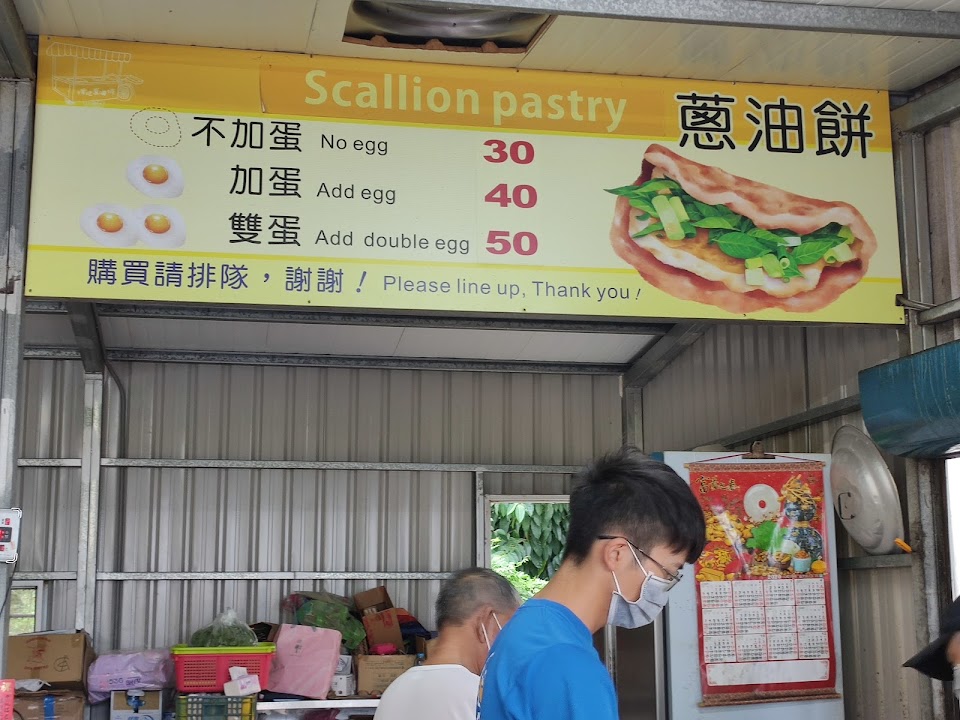 Scallion pastry 蔥油餅
不加蛋 No egg 30
加蛋 Add egg 40
雙蛋 Add double egg 50
購買請排隊，謝謝！ Please line up, Thank you!